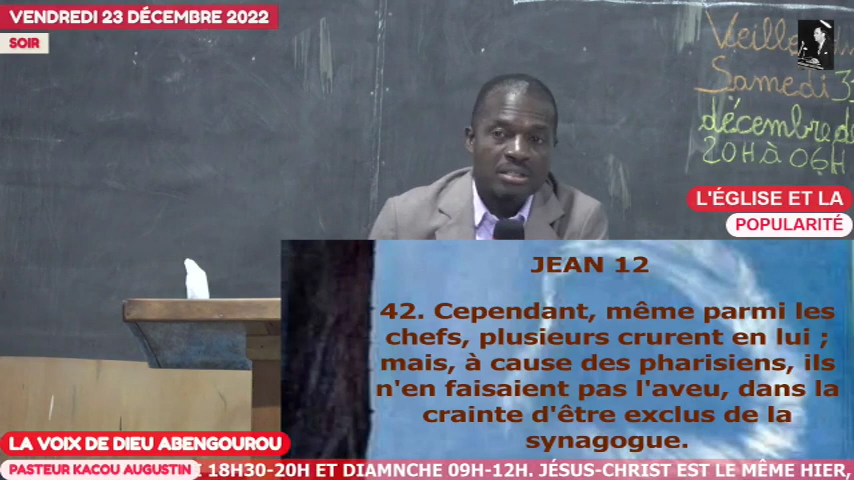 VENDREDI 23 DÉCEMBRE 2022
SOIR
Samedi 3
décembre de
20H à 06H
L'ÉGLISE ET LA
POPULARITÉ
JEAN 12
42. Cependant, même parmi les
chefs, plusieurs crurent en lui ;
mais, à cause des pharisiens, ils
n'en faisaient pas l'aveu, dans la
crainte d'être exclus de la
synagogue.
LA VOIX DE DIEU ABENGOUROU
PASTEUR KACOU AUGUSTIN
18H30-20H ET DIAMNCHE 09H-12H. JÉSUS-CHRIST EST LE MÊME HIER,